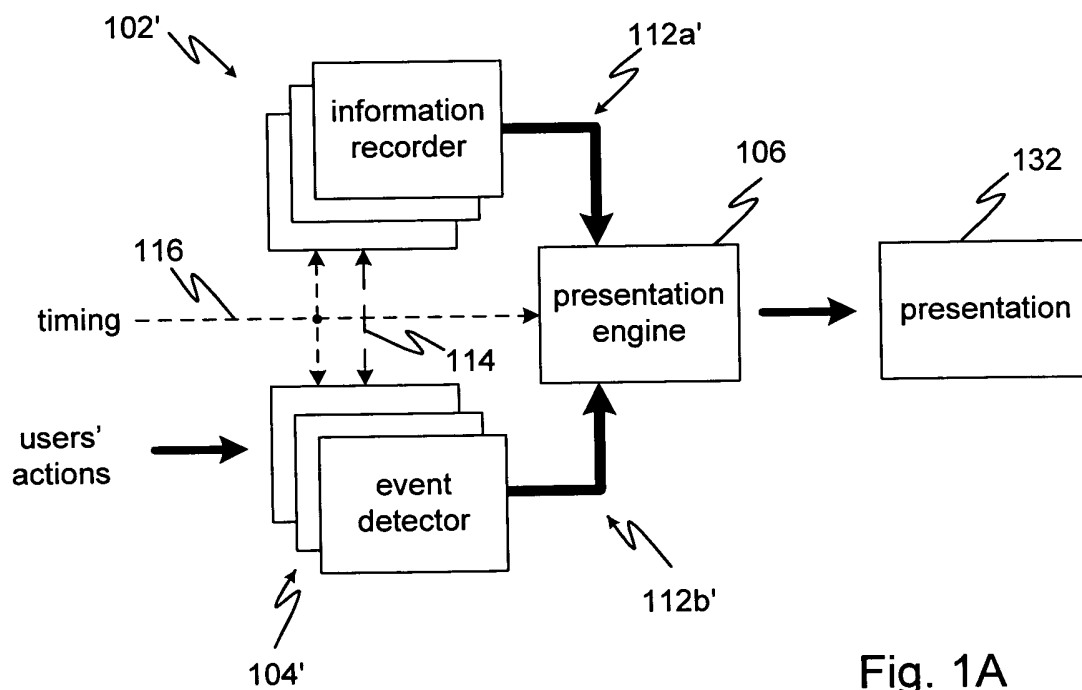 102'
112a'
information
recorder
106
132
116
timing
presentation
engine
presentation
114
users'
actions
event
detector
112b'
104'
Fig. 1A